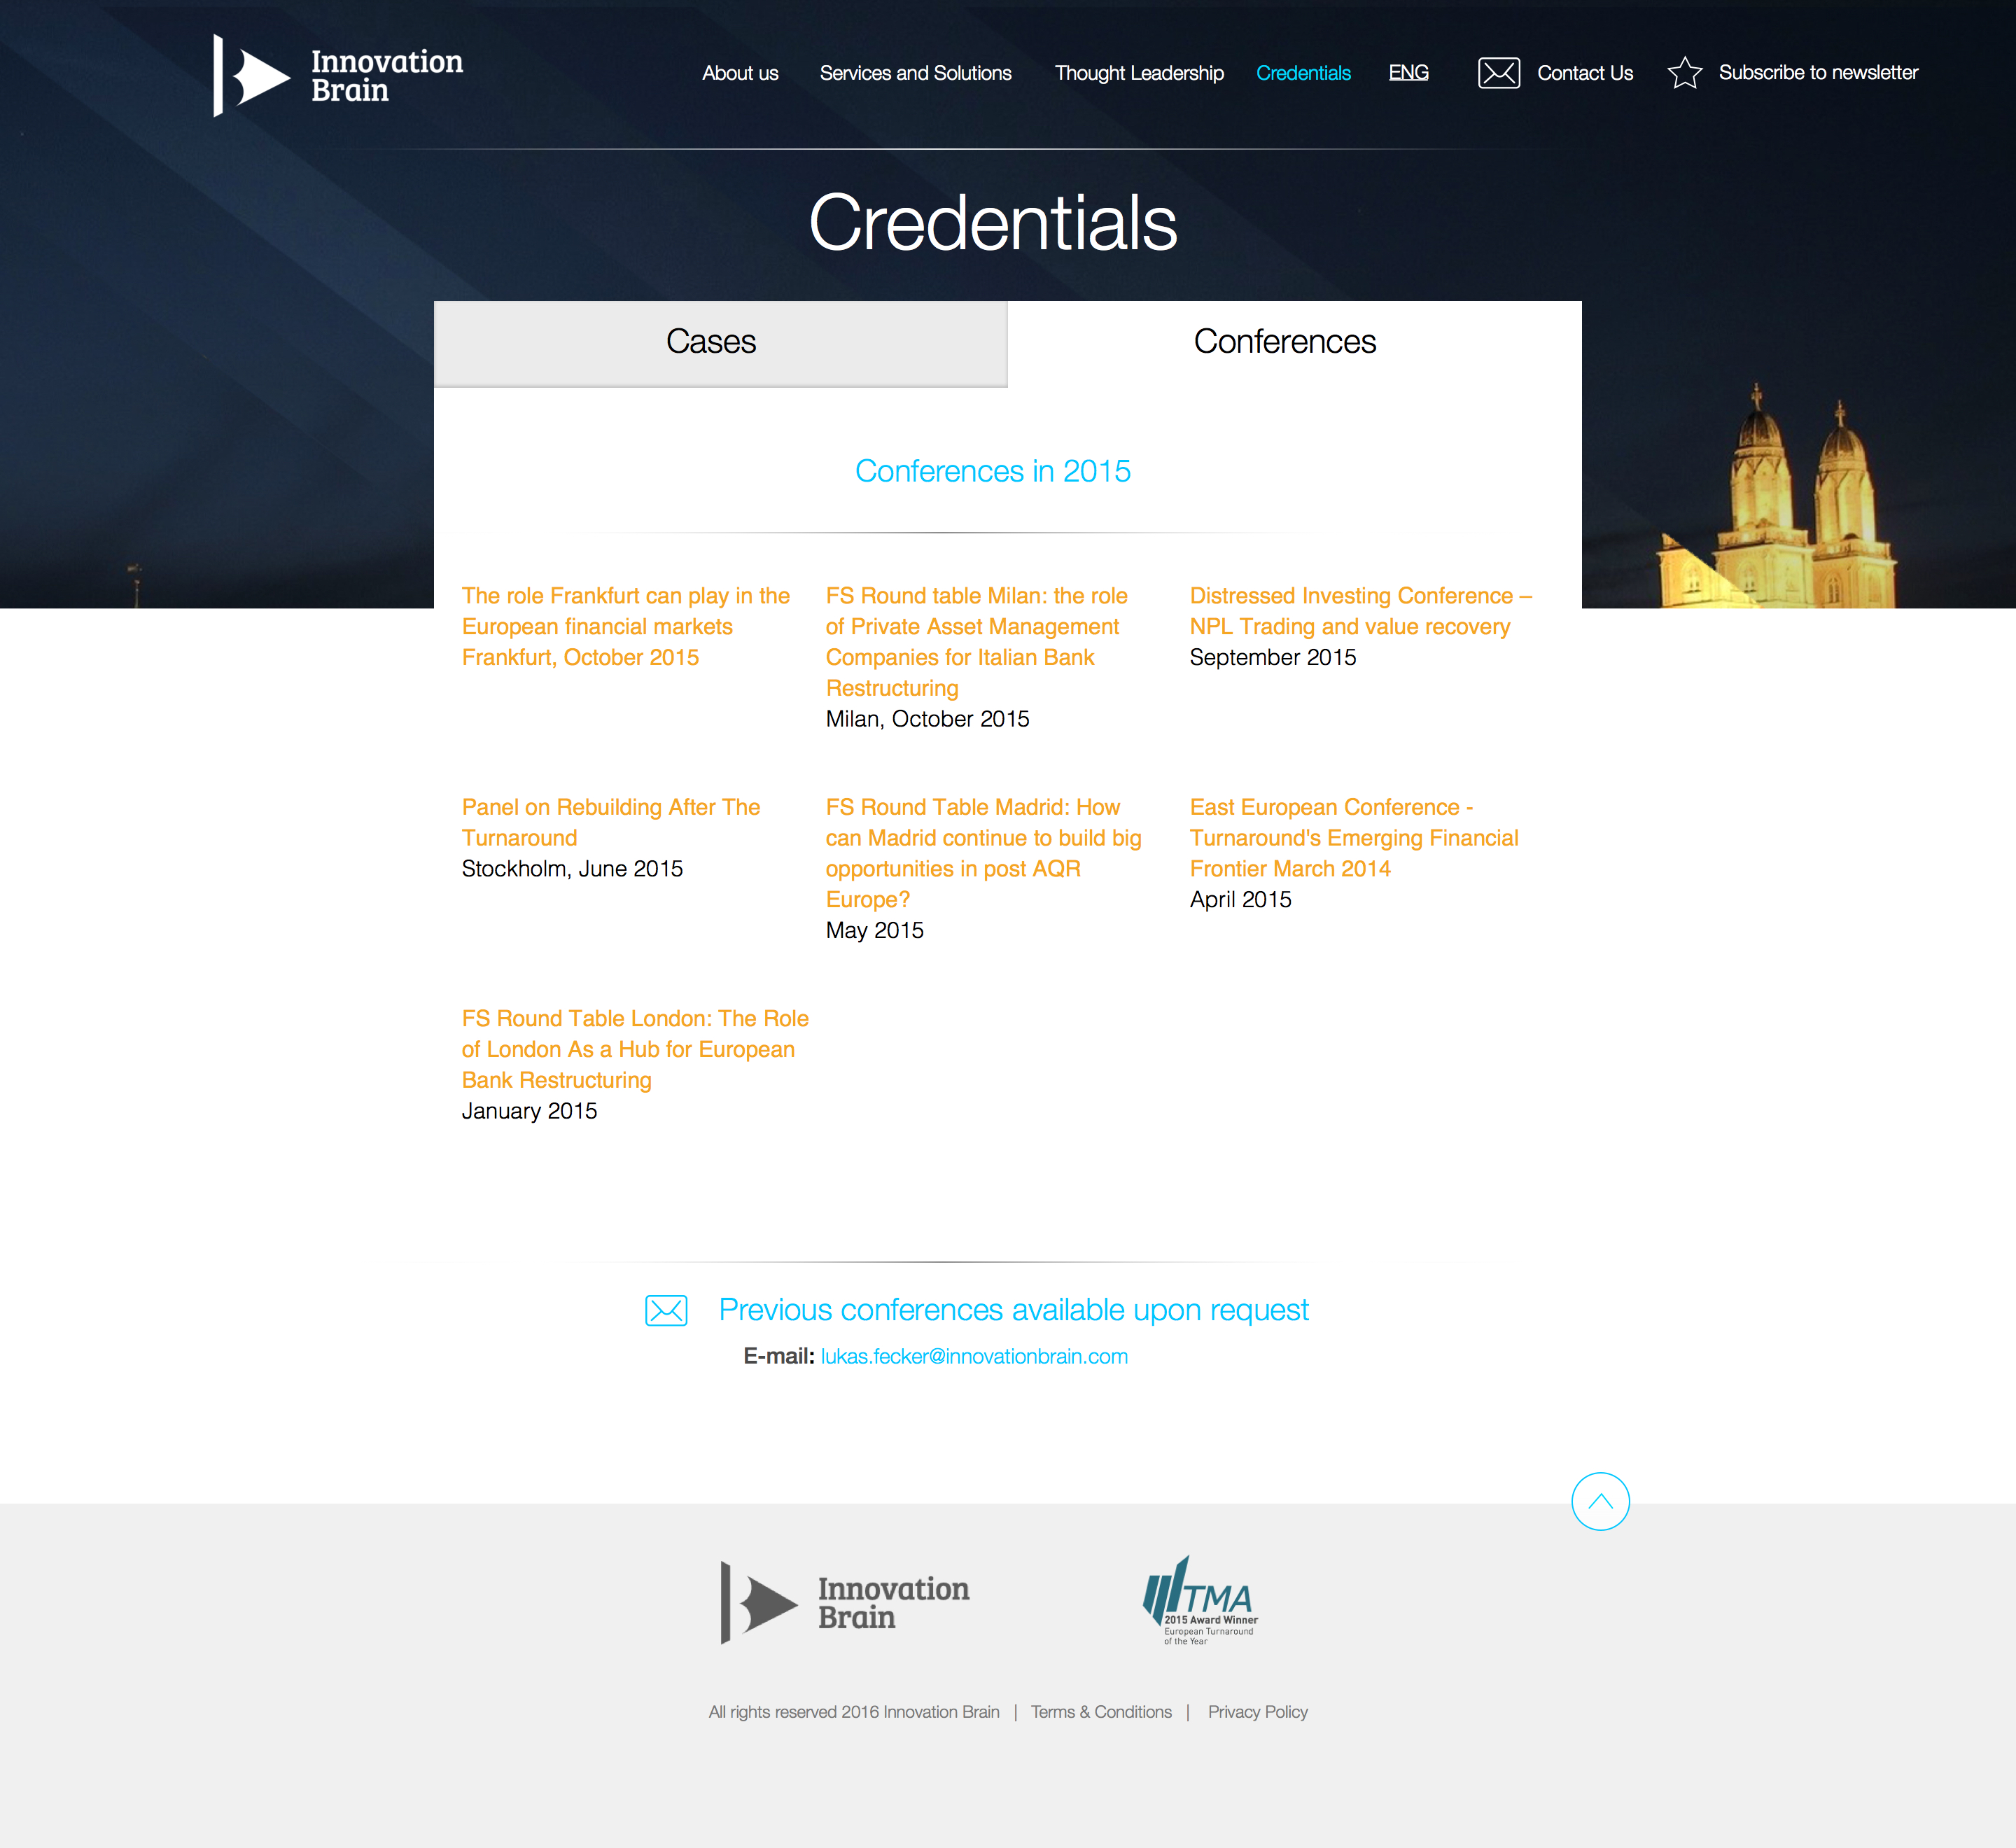 Innovation
Brain
About us
Services and Solutions
Thought Leadership
Credentials
ENG
Contact Us
Subscribe to newsletter
Credentials
Cases
Conferences
Conferences in 2015
The role Frankfurt can play in the
European financial markets
Frankfurt, October 2015
FS Round table Milan: the role
of Private Asset Management
Companies for Italian Bank
Restructuring
Milan, October 2015
Distressed Investing Conference –
NPL Trading and value recovery
September 2015
Panel on Rebuilding After The
Turnaround
Stockholm, June 2015
FS Round Table Madrid: How
can Madrid continue to build big
opportunities in post AQR
Europe?
May 2015
East European Conference -
Turnaround's Emerging Financial
Frontier March 2014
April 2015
FS Round Table London: The Role
of London As a Hub for European
Bank Restructuring
January 2015
Previous conferences available upon request
E-mail: lukas.fecker@innovationbrain.com
Innovation
Brain
TMA
2015 Award Winner
European Turnaround
of the Year
All rights reserved 2016 Innovation Brain | Terms & Conditions | Privacy Policy